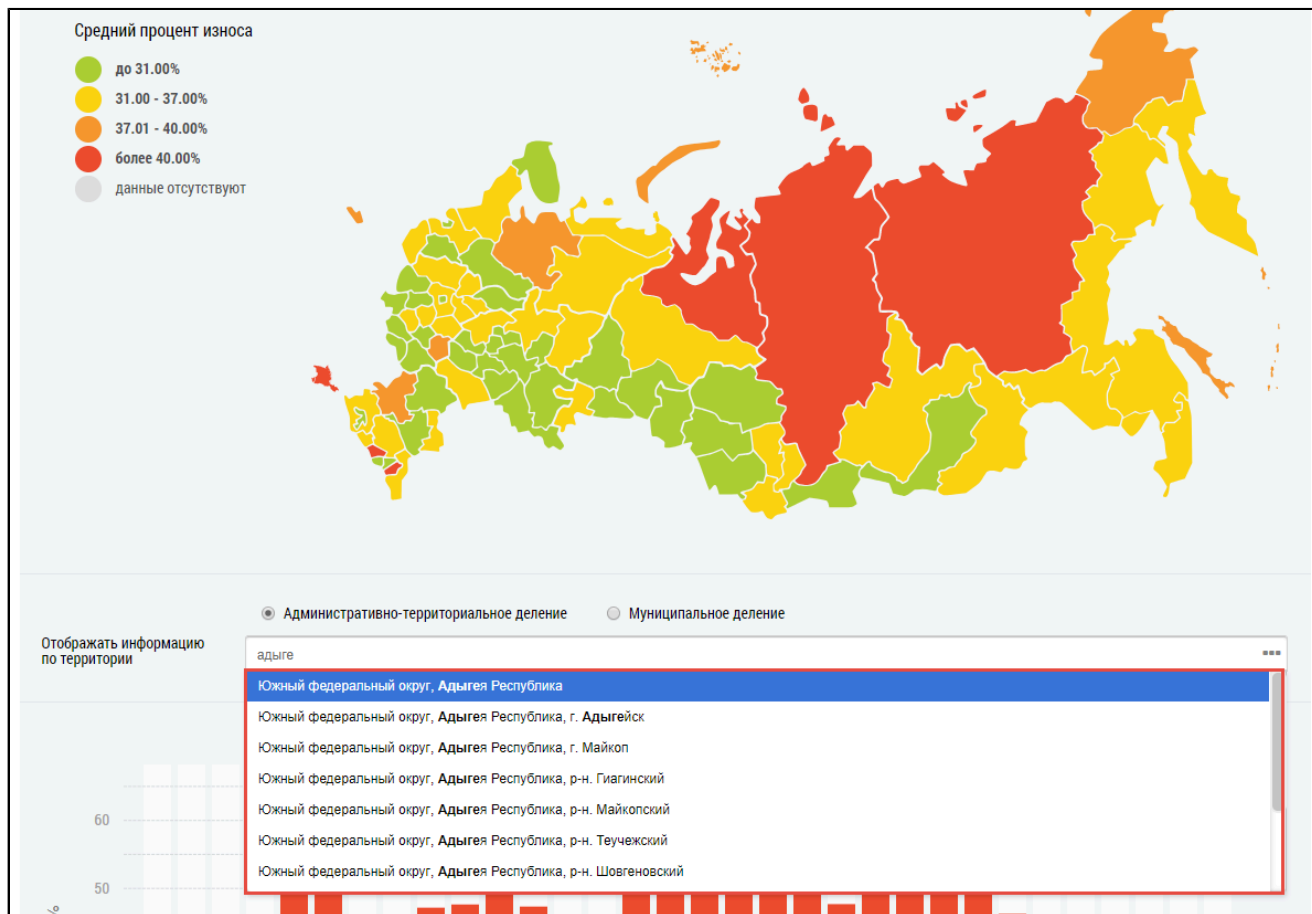 Средний процент износа
до 31.00%
31.00 - 37.00%
37.01 - 40.00%
более 40.00%
данные отсутствуют
Административно-территориальное деление
Муниципальное деление
Отображать информацию
по территории
адыге
Южный федеральный округ, Адыгея Республика
Южный федеральный округ, Адыгея Республика, г. Адыгейск
Южный федеральный округ, Адыгея Республика, г. Майкоп
Южный федеральный округ, Адыгея Республика, р-н. Гиагинский
Южный федеральный округ, Адыгея Республика, р-н. Майкопский
Южный федеральный округ, Адыгея Республика, р-н. Теучежский
Южный федеральный округ, Адыгея Республика, р-н. Шовгеновский
60
50
%